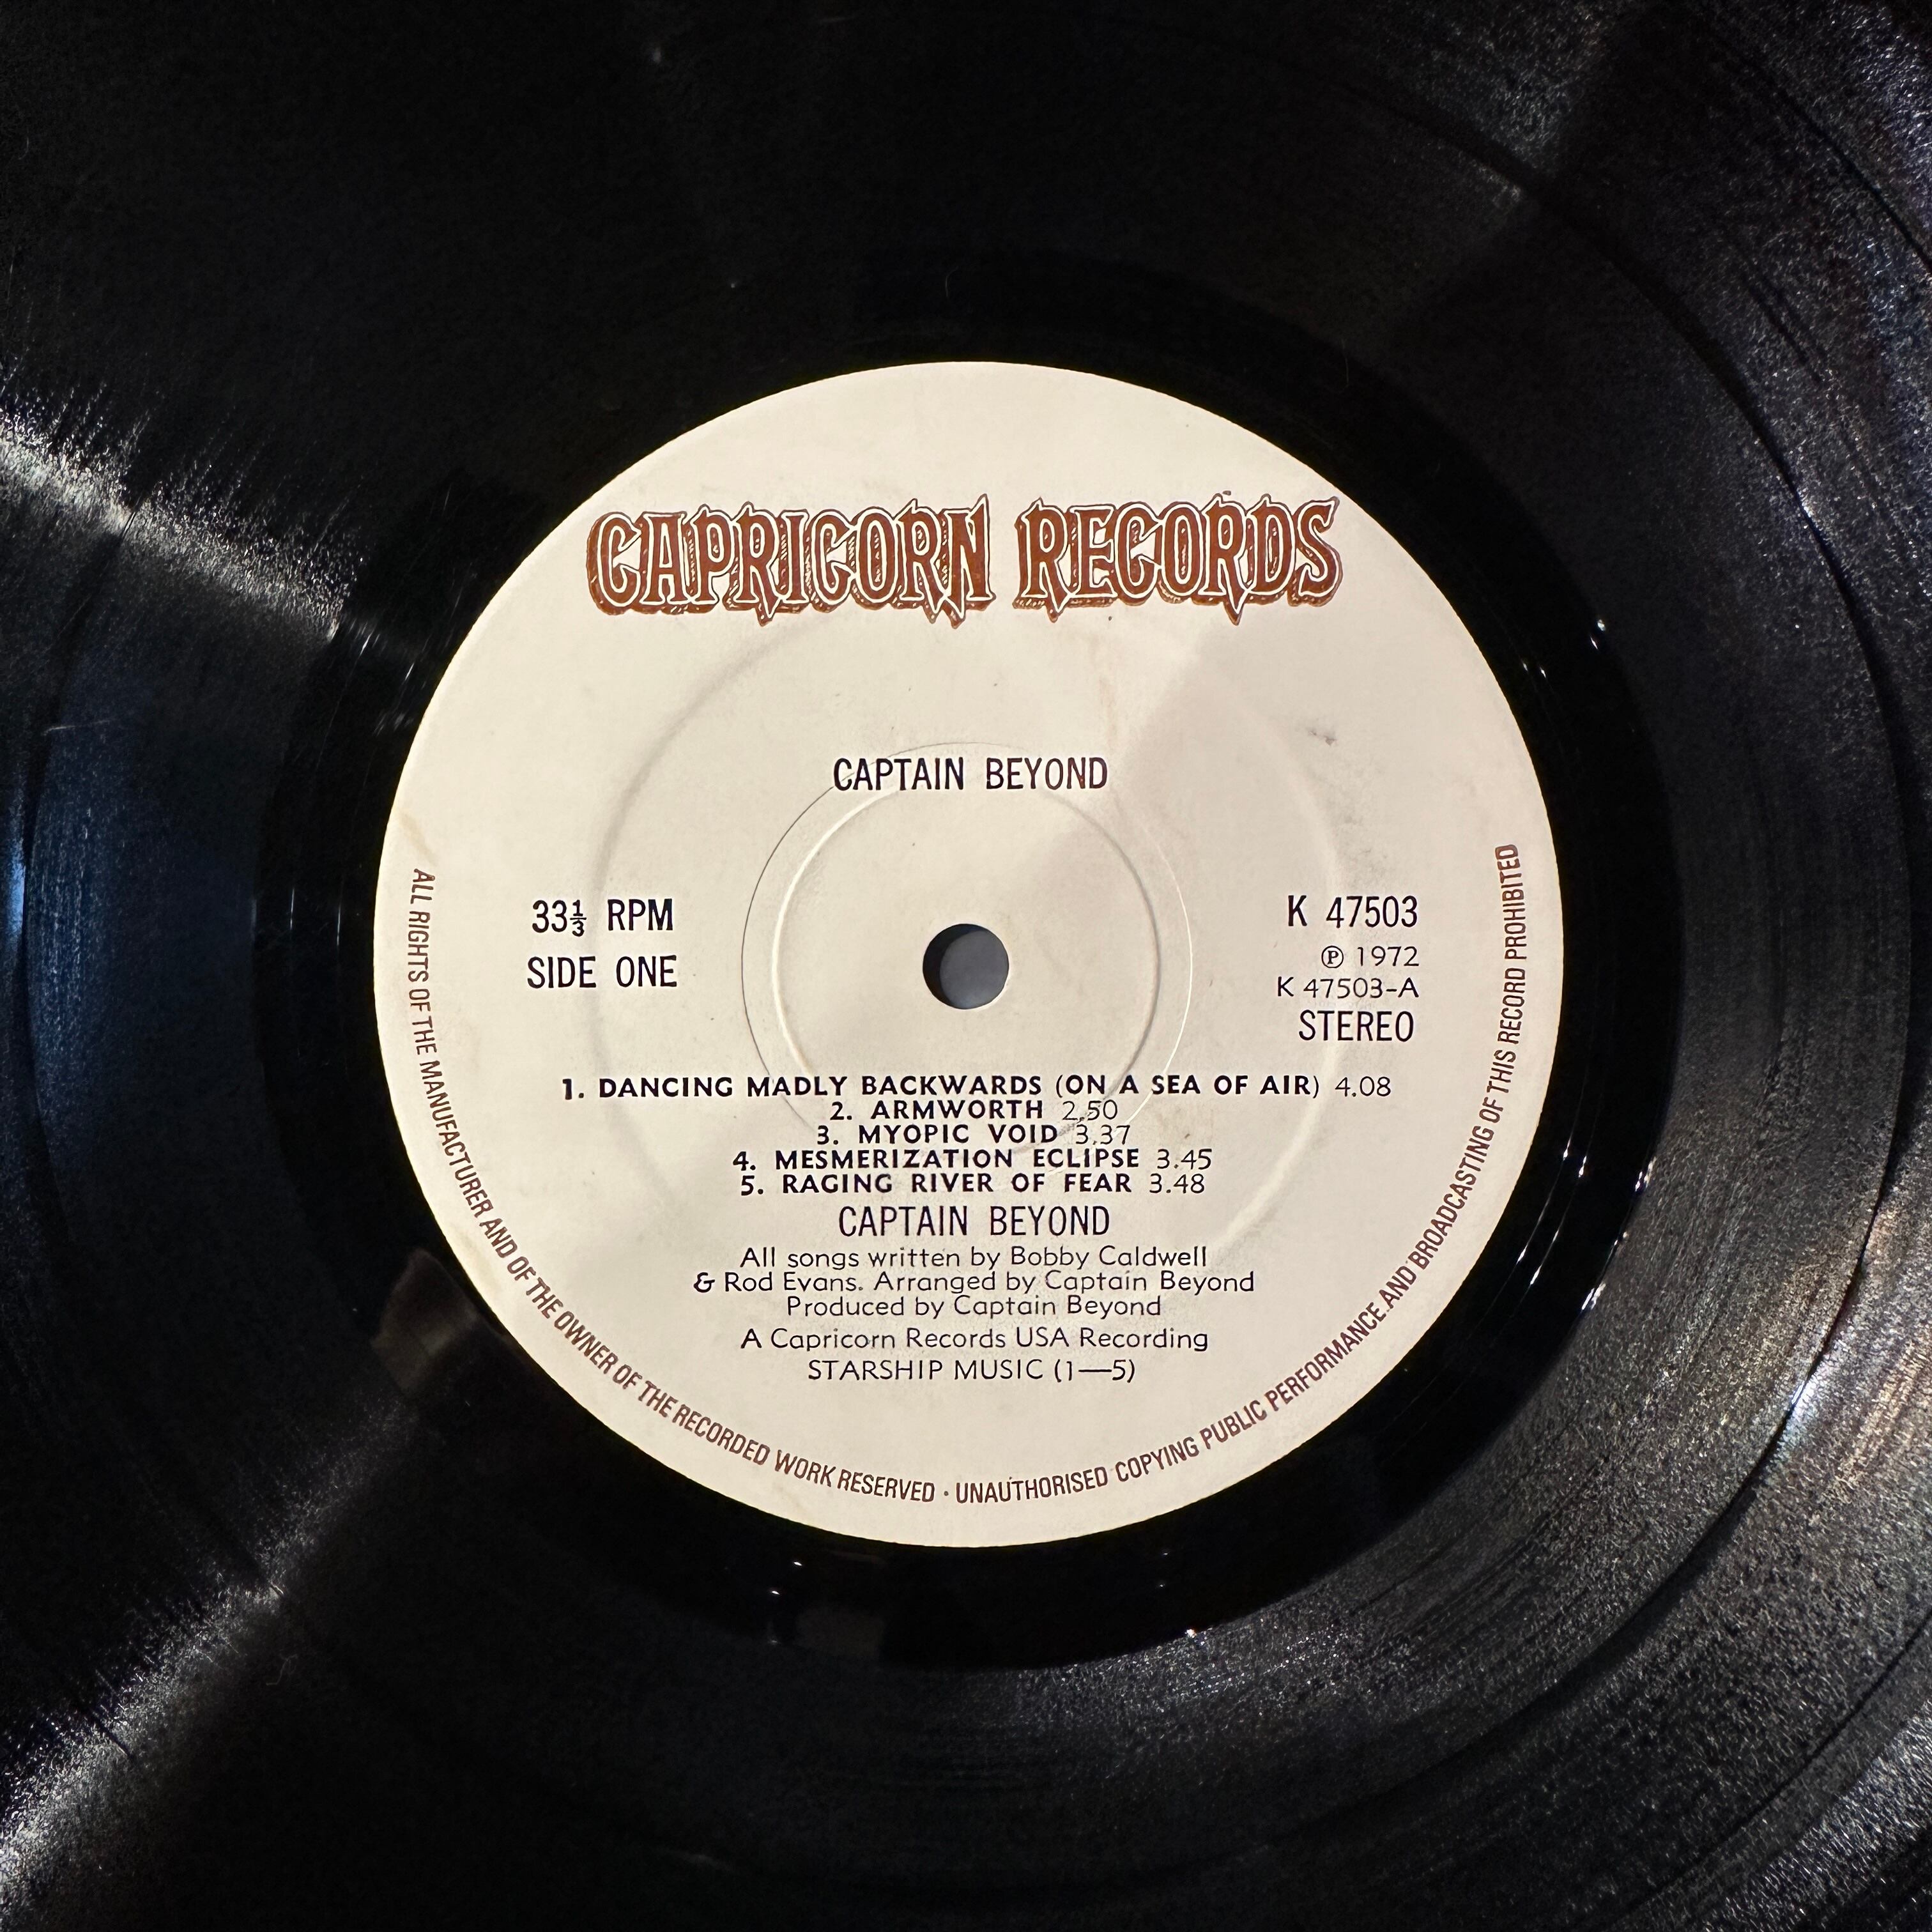 CAPRICORN RECORDS
CAPTAIN BEYOND
33⅓ RPM
SIDE ONE
K 47503
℗ 1972
K 47503-A
STEREO
1. DANCING MADLY BACKWARDS (ON A SEA OF AIR) 4.08
2. ARMWORTH 2.50
3. MYOPIC VOID 3.37
4. MESMERIZATION ECLIPSE 3.45
5. RAGING RIVER OF FEAR 3.48
CAPTAIN BEYOND
All songs written by Bobby Caldwell
& Rod Evans. Arranged by Captain Beyond
Produced by Captain Beyond
A Capricorn Records USA Recording
STARSHIP MUSIC (1—5)
ALL RIGHTS OF THE MANUFACTURER AND OF THE OWNER OF THE RECORDED WORK RESERVED · UNAUTHORISED COPYING PUBLIC PERFORMANCE AND BROADCASTING OF THIS RECORD PROHIBITED